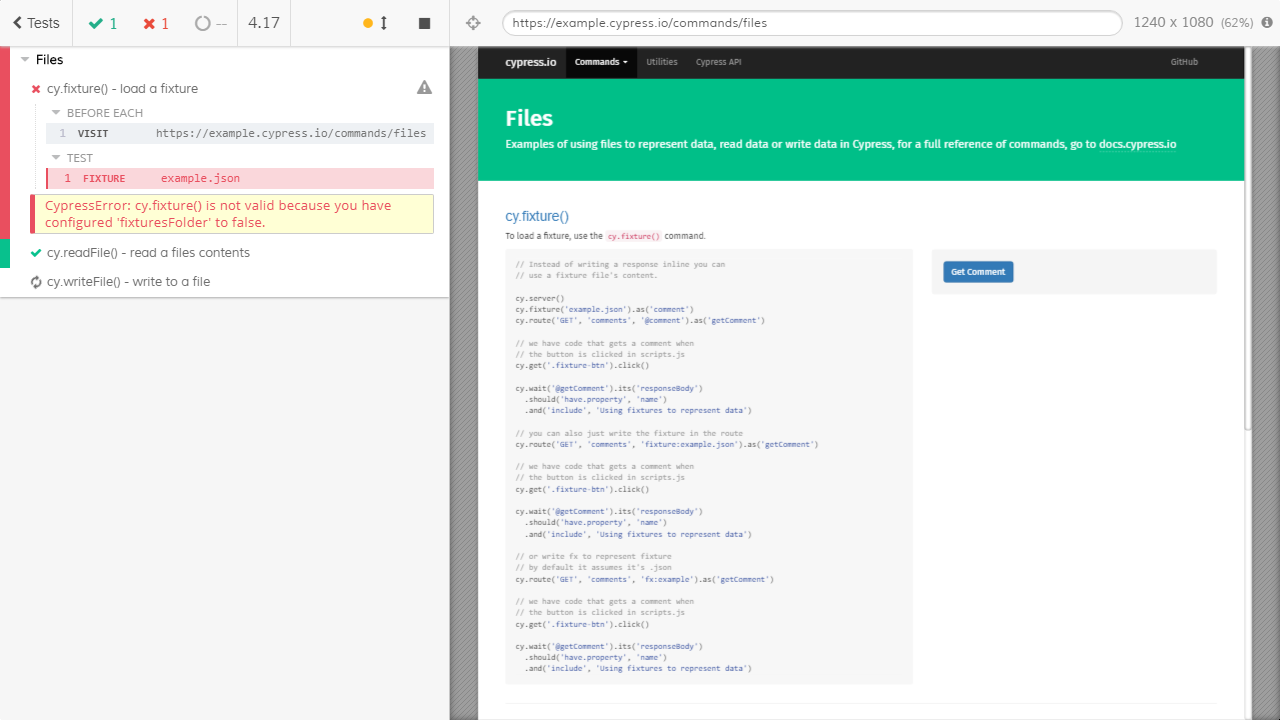 Tests
1
1
--
4.17
https://example.cypress.io/commands/files
1240 x 1080 (62%)
Files
cy.fixture() - load a fixture
BEFORE EACH
1 VISIT https://example.cypress.io/commands/files
TEST
1 FIXTURE example.json
CypressError: cy.fixture() is not valid because you have
configured 'fixturesFolder' to false.
cy.readFile() - read a files contents
cy.writeFile() - write to a file
cypress.io Commands Utilities Cypress API GitHub
Files
Examples of using files to represent data, read data or write data in Cypress, for a full reference of commands, go to docs.cypress.io
cy.fixture()
To load a fixture, use the cy.fixture() command.
// Instead of writing a response inline you can
// use a fixture file's content.
cy.server()
cy.fixture('example.json').as('comment')
cy.route('GET', 'comments', '@comment').as('getComment')
// we have code that gets a comment when
// the button is clicked in scripts.js
cy.get('.fixture-btn').click()
cy.wait('@getComment').its('responseBody')
.should('have.property', 'name')
.and('include', 'Using fixtures to represent data')
// you can also just write the fixture in the route
cy.route('GET', 'comments', 'fixture:example.json').as('getComment')
// we have code that gets a comment when
// the button is clicked in scripts.js
cy.get('.fixture-btn').click()
cy.wait('@getComment').its('responseBody')
.should('have.property', 'name')
.and('include', 'Using fixtures to represent data')
// or write fx to represent fixture
// by default it assumes it's .json
cy.route('GET', 'comments', 'fx:example').as('getComment')
// we have code that gets a comment when
// the button is clicked in scripts.js
cy.get('.fixture-btn').click()
cy.wait('@getComment').its('responseBody')
.should('have.property', 'name')
.and('include', 'Using fixtures to represent data')
Get Comment